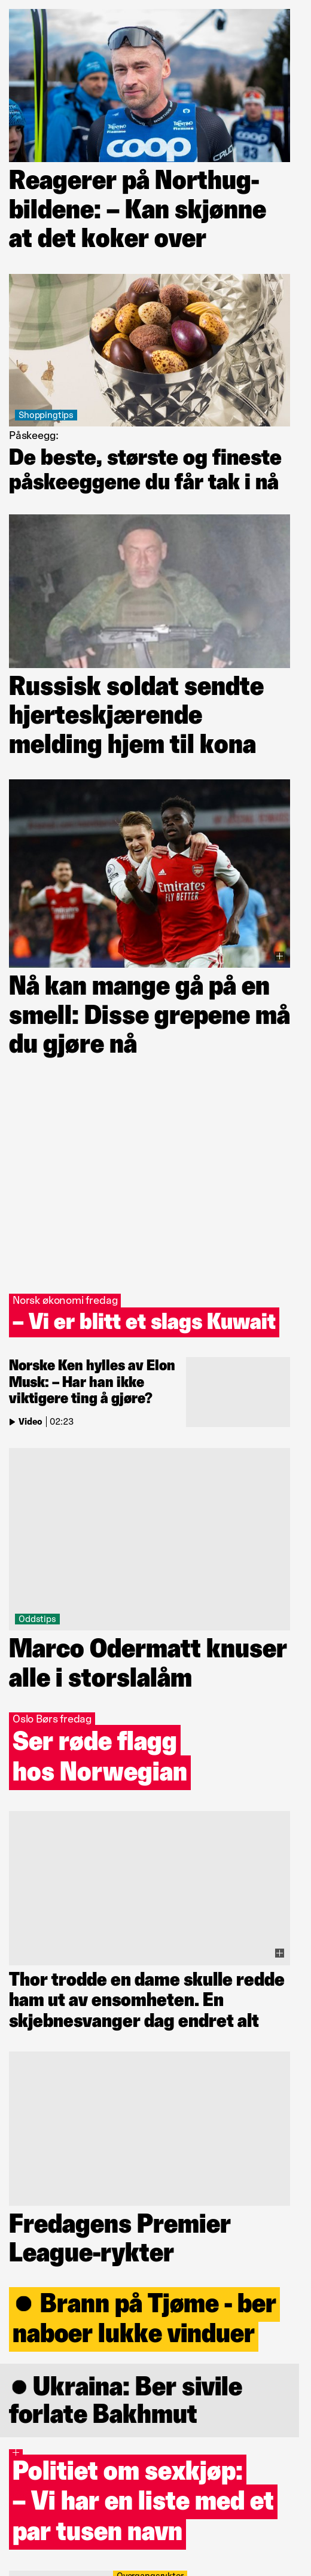 coop
Reagerer på Northug-
bildene: – Kan skjønne
at det koker over
Shoppingtips
Påskeegg:
De beste, største og fineste
påskeeggene du får tak i nå
Russisk soldat sendte
hjerteskjærende
melding hjem til kona
Emirates
FLY BETTER
Nå kan mange gå på en
smell: Disse grepene må
du gjøre nå
Norsk økonomi fredag
– Vi er blitt et slags Kuwait
Norske Ken hylles av Elon
Musk: – Har han ikke
viktigere ting å gjøre?
Video | 02:23
Oddstips
Marco Odermatt knuser
alle i storslalåm
Oslo Børs fredag
Ser røde flagg
hos Norwegian
Thor trodde en dame skulle redde
ham ut av ensomheten. En
skjebnesvanger dag endret alt
Fredagens Premier
League-rykter
● Brann på Tjøme - ber
naboer lukke vinduer
● Ukraina: Ber sivile
forlate Bakhmut
Politiet om sexkjøp:
– Vi har en liste med et
par tusen navn